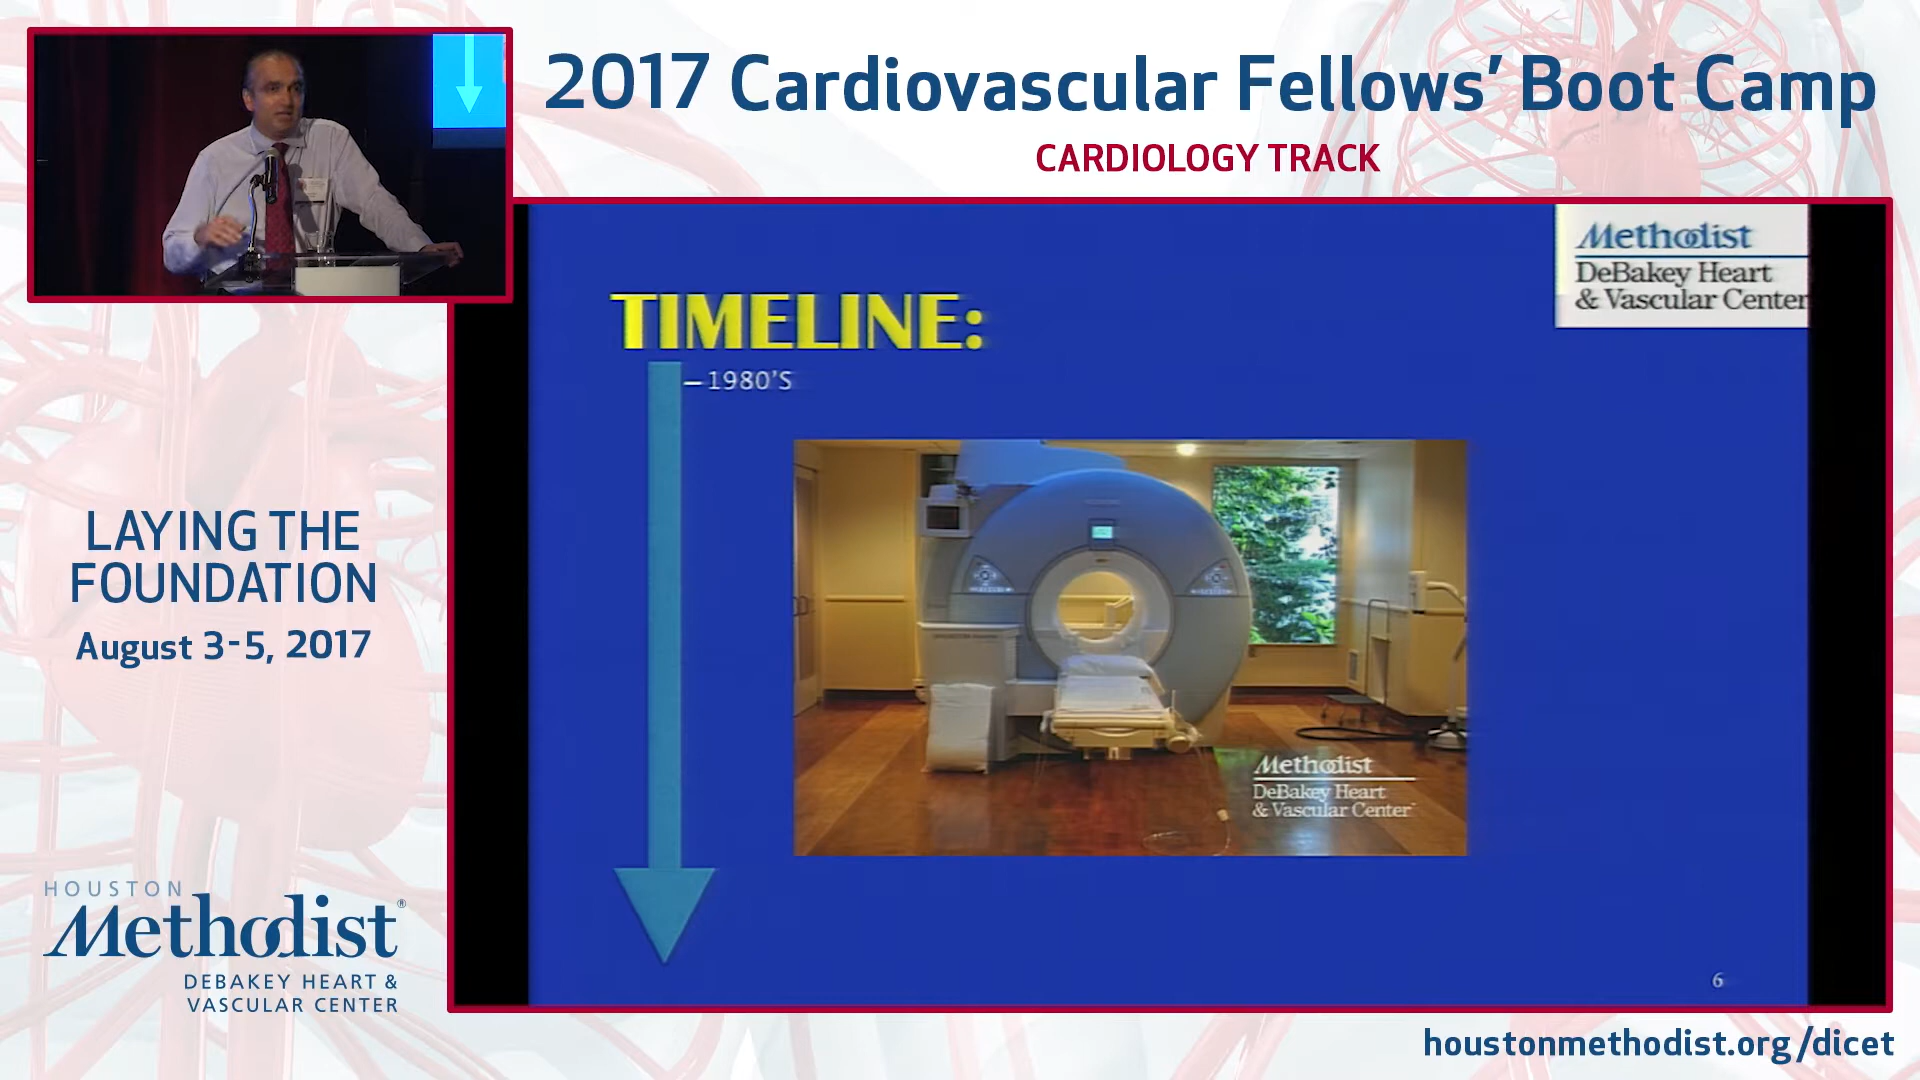 2017 Cardiovascular Fellows’ Boot Camp
CARDIOLOGY TRACK
Methodist
DeBakey Heart
& Vascular Center
TIMELINE:
– 1980'S
Methodist
DeBakey Heart
& Vascular Center
6
LAYING THE
FOUNDATION
August 3-5, 2017
HOUSTON
Methodist®
DEBAKEY HEART &
VASCULAR CENTER
houstonmethodist.org/dicet